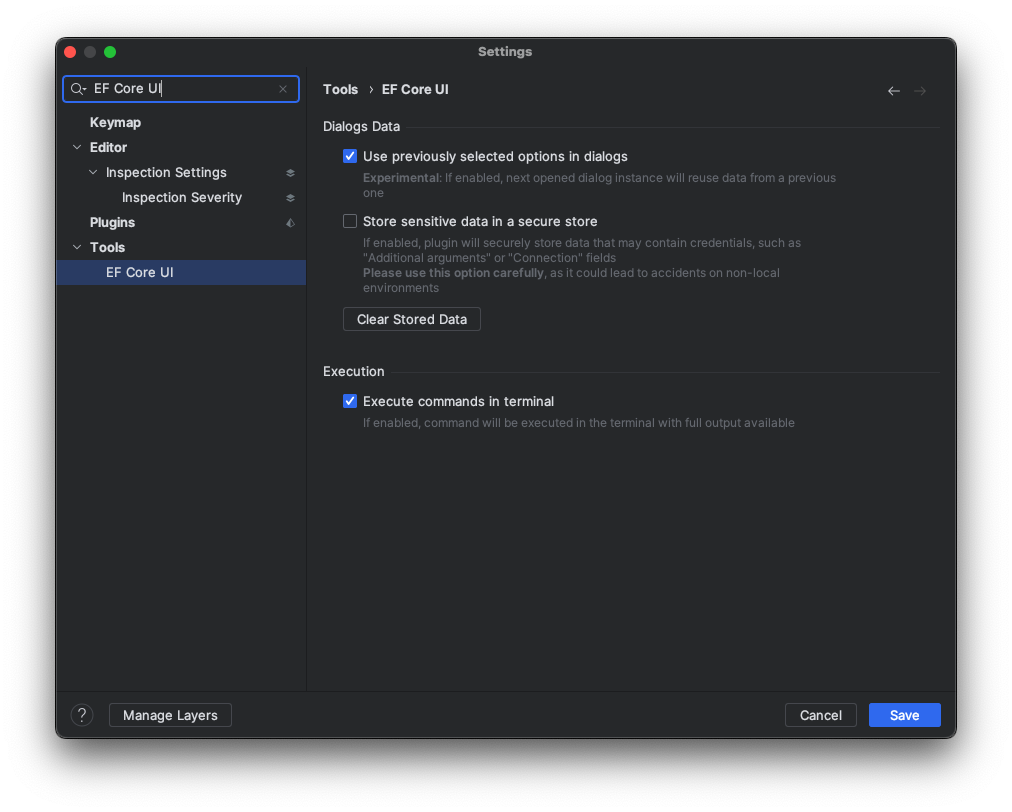 Settings
EF Core UI
Keymap
Editor
Inspection Settings
Inspection Severity
Plugins
Tools
EF Core UI
Tools › EF Core UI
Dialogs Data
Use previously selected options in dialogs
Experimental: If enabled, next opened dialog instance will reuse data from a previous
one
Store sensitive data in a secure store
If enabled, plugin will securely store data that may contain credentials, such as
"Additional arguments" or "Connection" fields
Please use this option carefully, as it could lead to accidents on non-local
environments
Clear Stored Data
Execution
Execute commands in terminal
If enabled, command will be executed in the terminal with full output available
?
Manage Layers
Cancel
Save